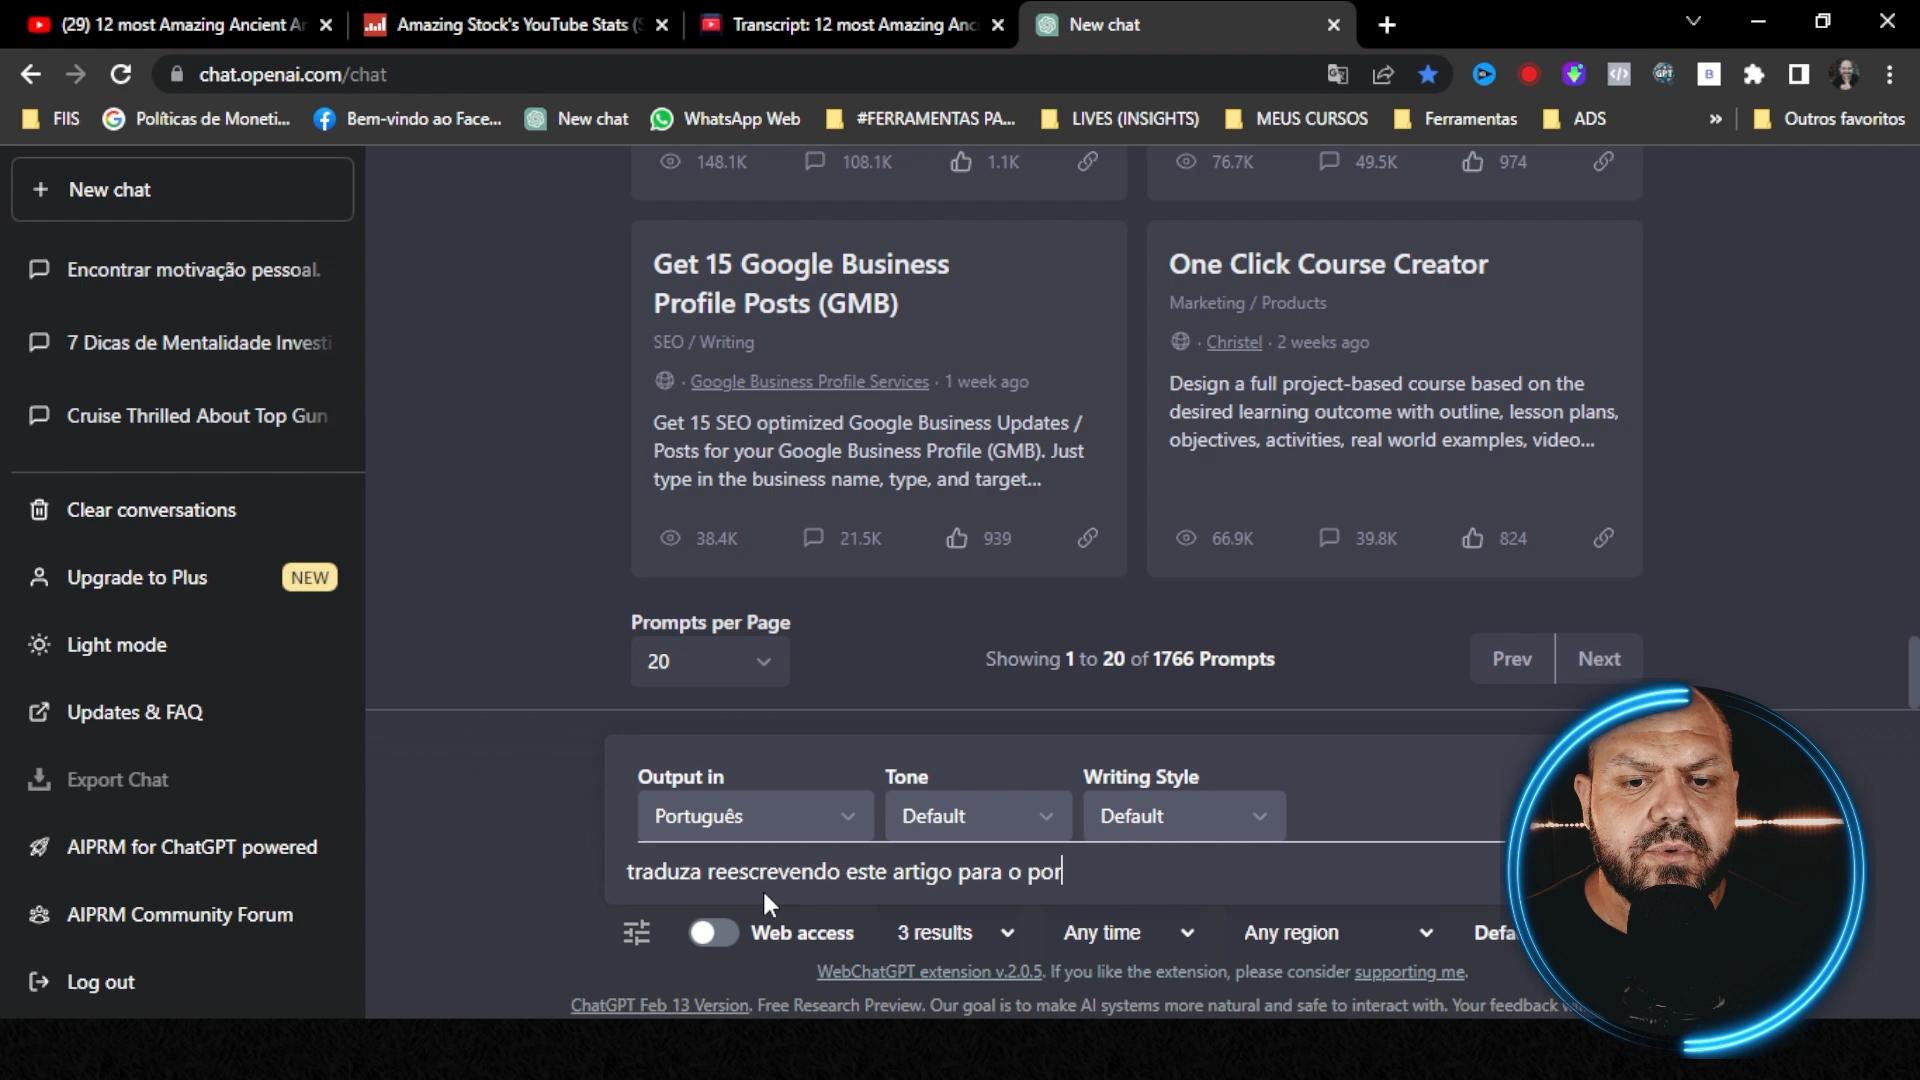 (29) 12 most Amazing Ancient Ar
Amazing Stock's YouTube Stats (S
Transcript: 12 most Amazing Anc
New chat
chat.openai.com/chat
FIIS
Políticas de Moneti...
Bem-vindo ao Face...
New chat
WhatsApp Web
#FERRAMENTAS PA...
LIVES (INSIGHTS)
MEUS CURSOS
Ferramentas
ADS
»
Outros favoritos
+ New chat
Encontrar motivação pessoal.
7 Dicas de Mentalidade Investi
Cruise Thrilled About Top Gun
Clear conversations
Upgrade to Plus NEW
Light mode
Updates & FAQ
Export Chat
AIPRM for ChatGPT powered
AIPRM Community Forum
Log out
148.1K 108.1K 1.1K
76.7K 49.5K 974
Get 15 Google Business
Profile Posts (GMB)
SEO / Writing
· Google Business Profile Services · 1 week ago
Get 15 SEO optimized Google Business Updates /
Posts for your Google Business Profile (GMB). Just
type in the business name, type, and target...
38.4K 21.5K 939
One Click Course Creator
Marketing / Products
· Christel · 2 weeks ago
Design a full project-based course based on the
desired learning outcome with outline, lesson plans,
objectives, activities, real world examples, video...
66.9K 39.8K 824
Prompts per Page
20
Showing 1 to 20 of 1766 Prompts
Prev Next
Output in Tone Writing Style
Português Default Default
traduza reescrevendo este artigo para o por
Web access 3 results Any time Any region Defa
WebChatGPT extension v.2.0.5. If you like the extension, please consider supporting me.
ChatGPT Feb 13 Version. Free Research Preview. Our goal is to make AI systems more natural and safe to interact with. Your feedback